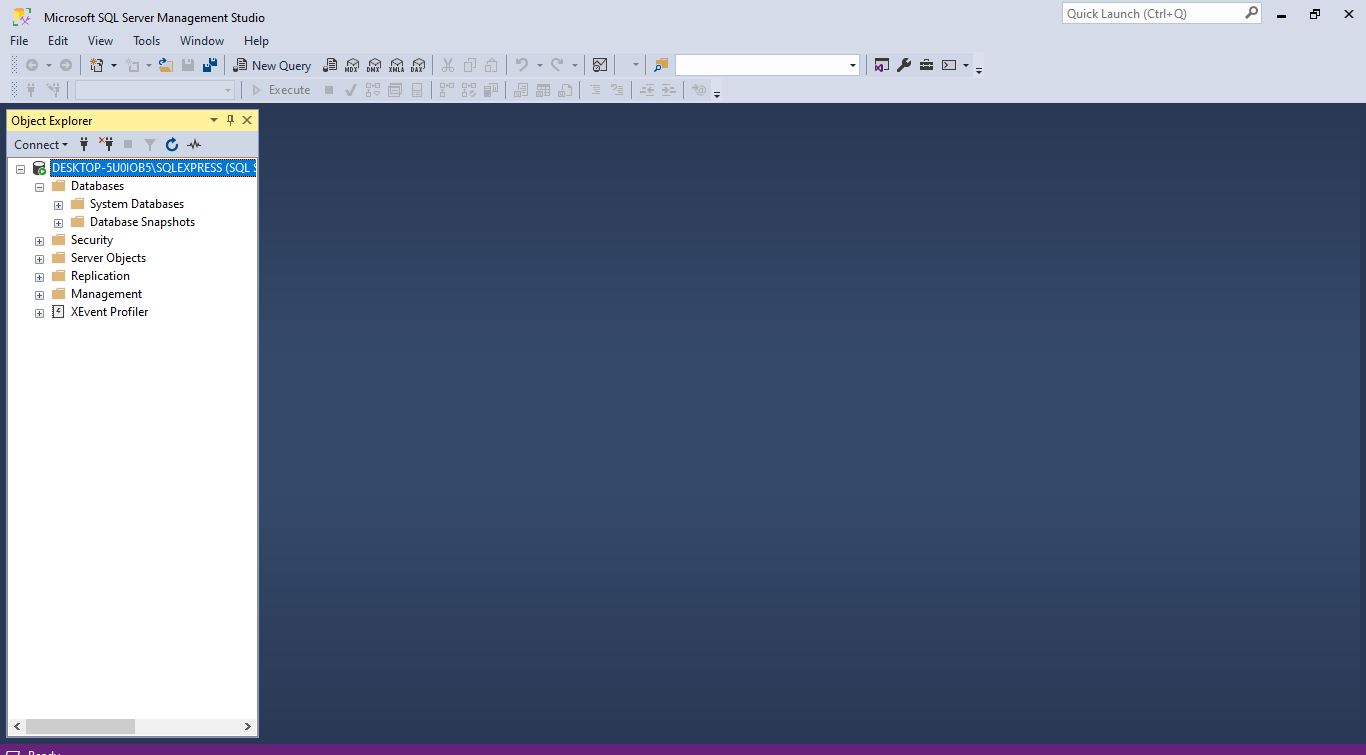 Microsoft SQL Server Management Studio
Quick Launch (Ctrl+Q)
File Edit View Tools Window Help
New Query MDX DMX XMLA DAX
Execute
Object Explorer
Connect
DESKTOP-5U0IOB5\SQLEXPRESS (SQL S
Databases
System Databases
Database Snapshots
Security
Server Objects
Replication
Management
XEvent Profiler
Ready